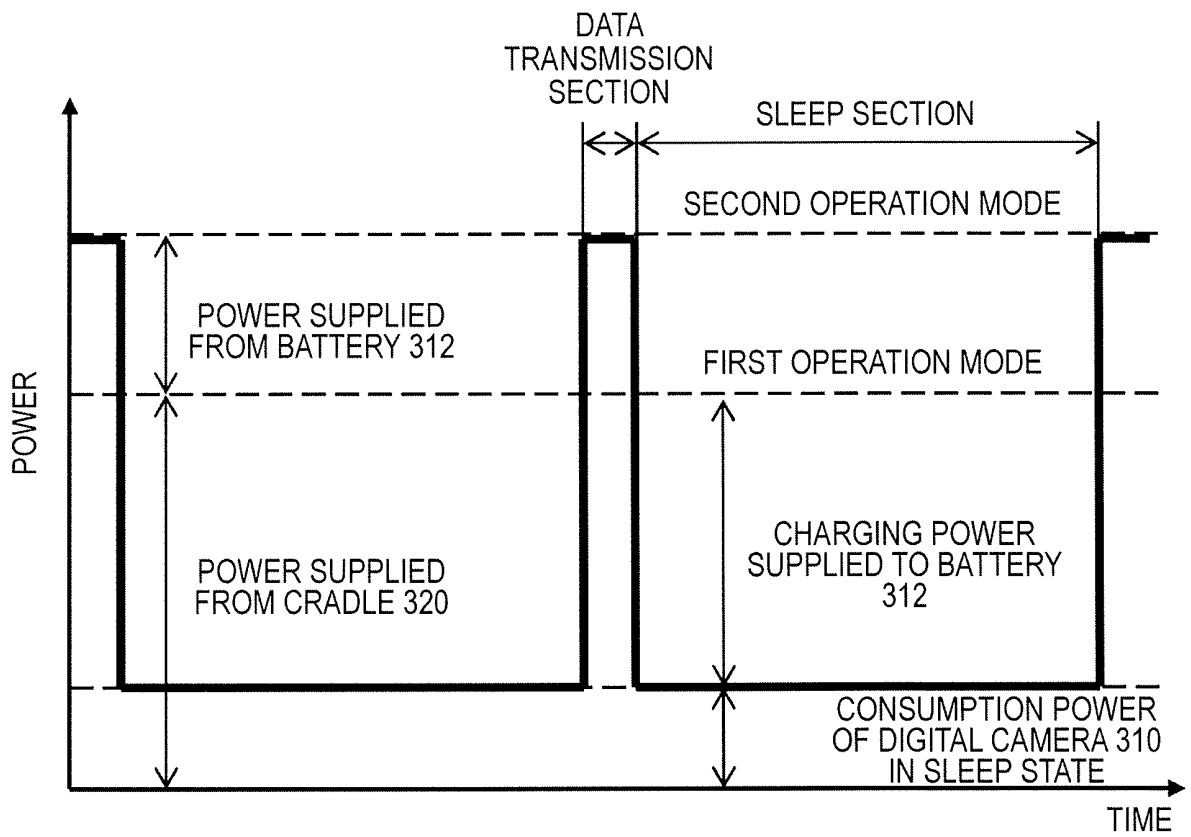 DATA
TRANSMISSION
SECTION
SLEEP SECTION
SECOND OPERATION MODE
POWER SUPPLIED
FROM BATTERY 312
FIRST OPERATION MODE
POWER
CHARGING POWER
SUPPLIED TO BATTERY
312
POWER SUPPLIED
FROM CRADLE 320
CONSUMPTION POWER
OF DIGITAL CAMERA 310
IN SLEEP STATE
TIME